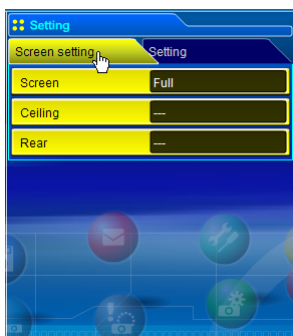 Setting
Screen setting Setting
Screen Full
Ceiling ---
Rear ---